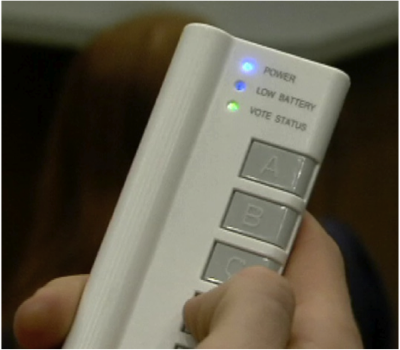 POWER
LOW BATTERY
VOTE STATUS
A
B
C